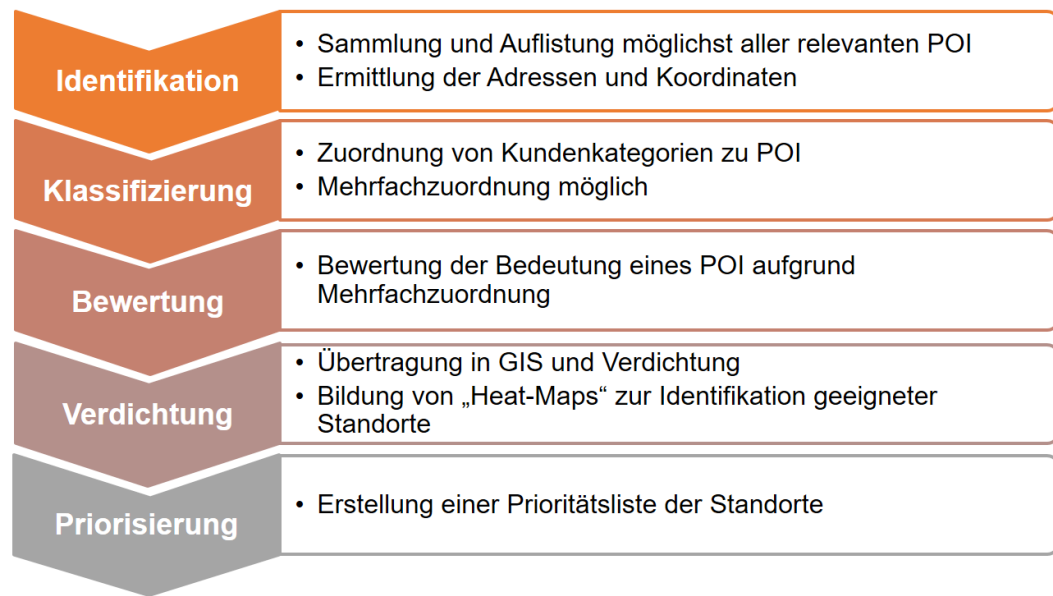 Identifikation
• Sammlung und Auflistung möglichst aller relevanten POI
• Ermittlung der Adressen und Koordinaten
Klassifizierung
• Zuordnung von Kundenkategorien zu POI
• Mehrfachzuordnung möglich
Bewertung
• Bewertung der Bedeutung eines POI aufgrund
Mehrfachzuordnung
Verdichtung
• Übertragung in GIS und Verdichtung
• Bildung von „Heat-Maps“ zur Identifikation geeigneter
Standorte
Priorisierung
• Erstellung einer Prioritätsliste der Standorte